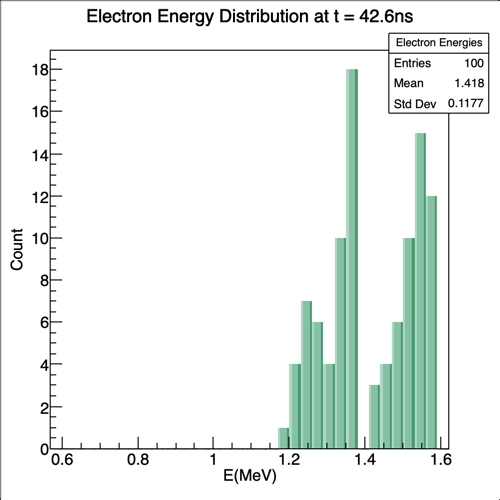 Electron Energy Distribution at t = 42.6ns
Electron Energies
Entries 100
Mean 1.418
Std Dev 0.1177
18
16
14
12
10
8
6
4
2
0
Count
0.6 0.8 1 1.2 1.4 1.6
E(MeV)